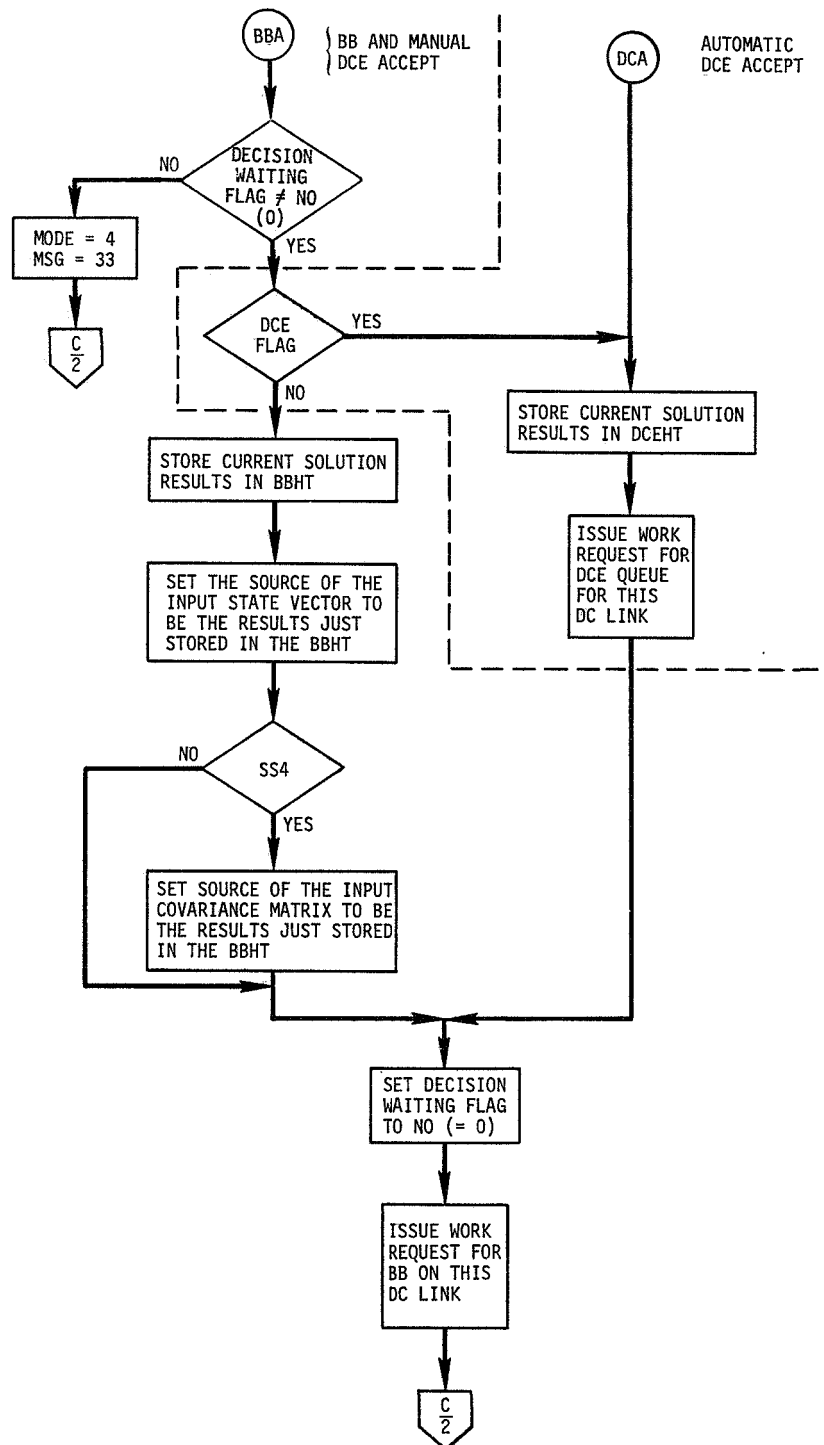 BBA
BB AND MANUAL
DCE ACCEPT
DCA
AUTOMATIC
DCE ACCEPT
DECISION
WAITING
FLAG ≠ NO
(0)
NO
YES
MODE = 4
MSG = 33
C
2
DCE
FLAG
YES
NO
STORE CURRENT SOLUTION
RESULTS IN DCEHT
STORE CURRENT SOLUTION
RESULTS IN BBHT
ISSUE WORK
REQUEST FOR
DCE QUEUE
FOR THIS
DC LINK
SET THE SOURCE OF THE
INPUT STATE VECTOR TO
BE THE RESULTS JUST
STORED IN THE BBHT
NO
SS4
YES
SET SOURCE OF THE INPUT
COVARIANCE MATRIX TO BE
THE RESULTS JUST STORED
IN THE BBHT
SET DECISION
WAITING FLAG
TO NO (= 0)
ISSUE WORK
REQUEST FOR
BB ON THIS
DC LINK
C
2